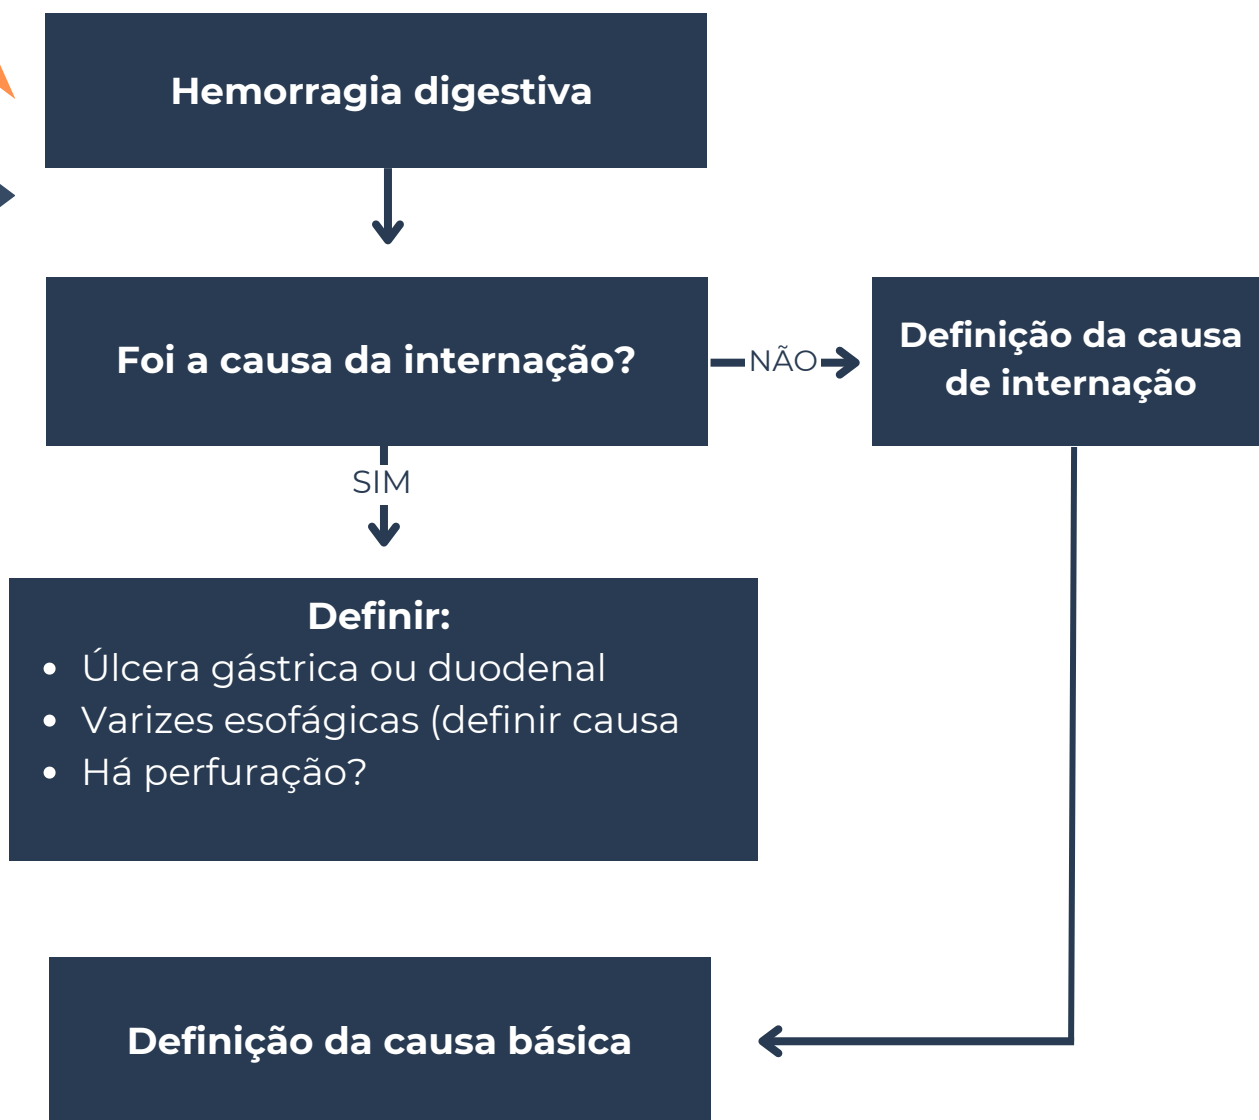 Hemorragia digestiva
Foi a causa da internação?
NÃO
Definição da causa
de internação
SIM
Definir:
• Úlcera gástrica ou duodenal
• Varizes esofágicas (definir causa
• Há perfuração?
Definição da causa básica